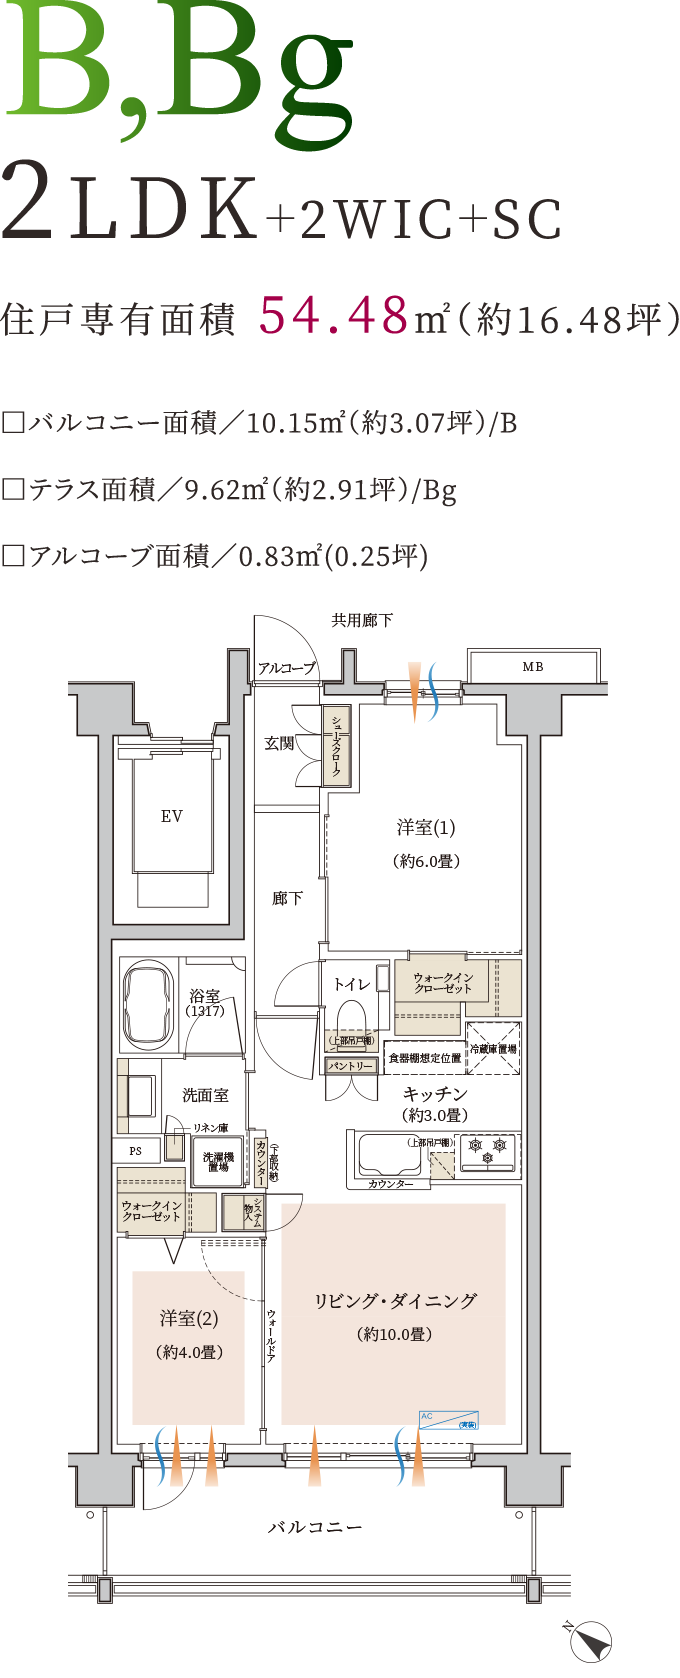 B,Bg
2LDK+2WIC+SC
住戸専有面積 54.48㎡(約16.48坪)
□バルコニー面積／10.15㎡(約3.07坪)/B
□テラス面積／9.62㎡(約2.91坪)/Bg
□アルコーブ面積／0.83㎡(0.25坪)
共用廊下
アルコーブ
MB
玄関
シューズクローク
EV
洋室(1)
(約6.0畳)
廊下
トイレ
ウォークイン
クローゼット
浴室
(1317)
(上部吊戸棚)
食器棚想定位置
冷蔵庫置場
パントリー
キッチン
(約3.0畳)
洗面室
リネン庫
PS
洗濯機
置場
カウンター
(下部収納)
(上部吊戸棚)
カウンター
ウォークイン
クローゼット
システム
物入
洋室(2)
(約4.0畳)
ウォールドア
リビング・ダイニング
(約10.0畳)
AC
(実装)
バルコニー
N